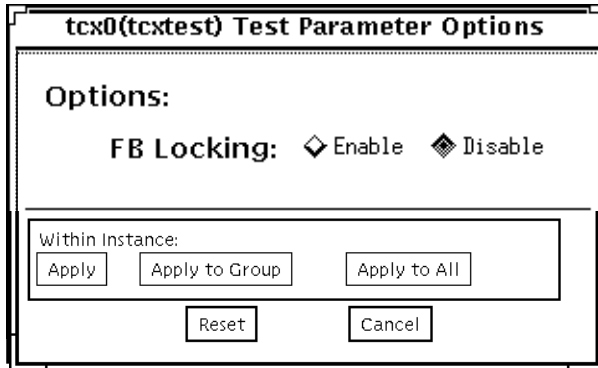 tcx0(tcxtest) Test Parameter Options
Options:
FB Locking: Enable Disable
Within Instance:
Apply Apply to Group Apply to All
Reset Cancel